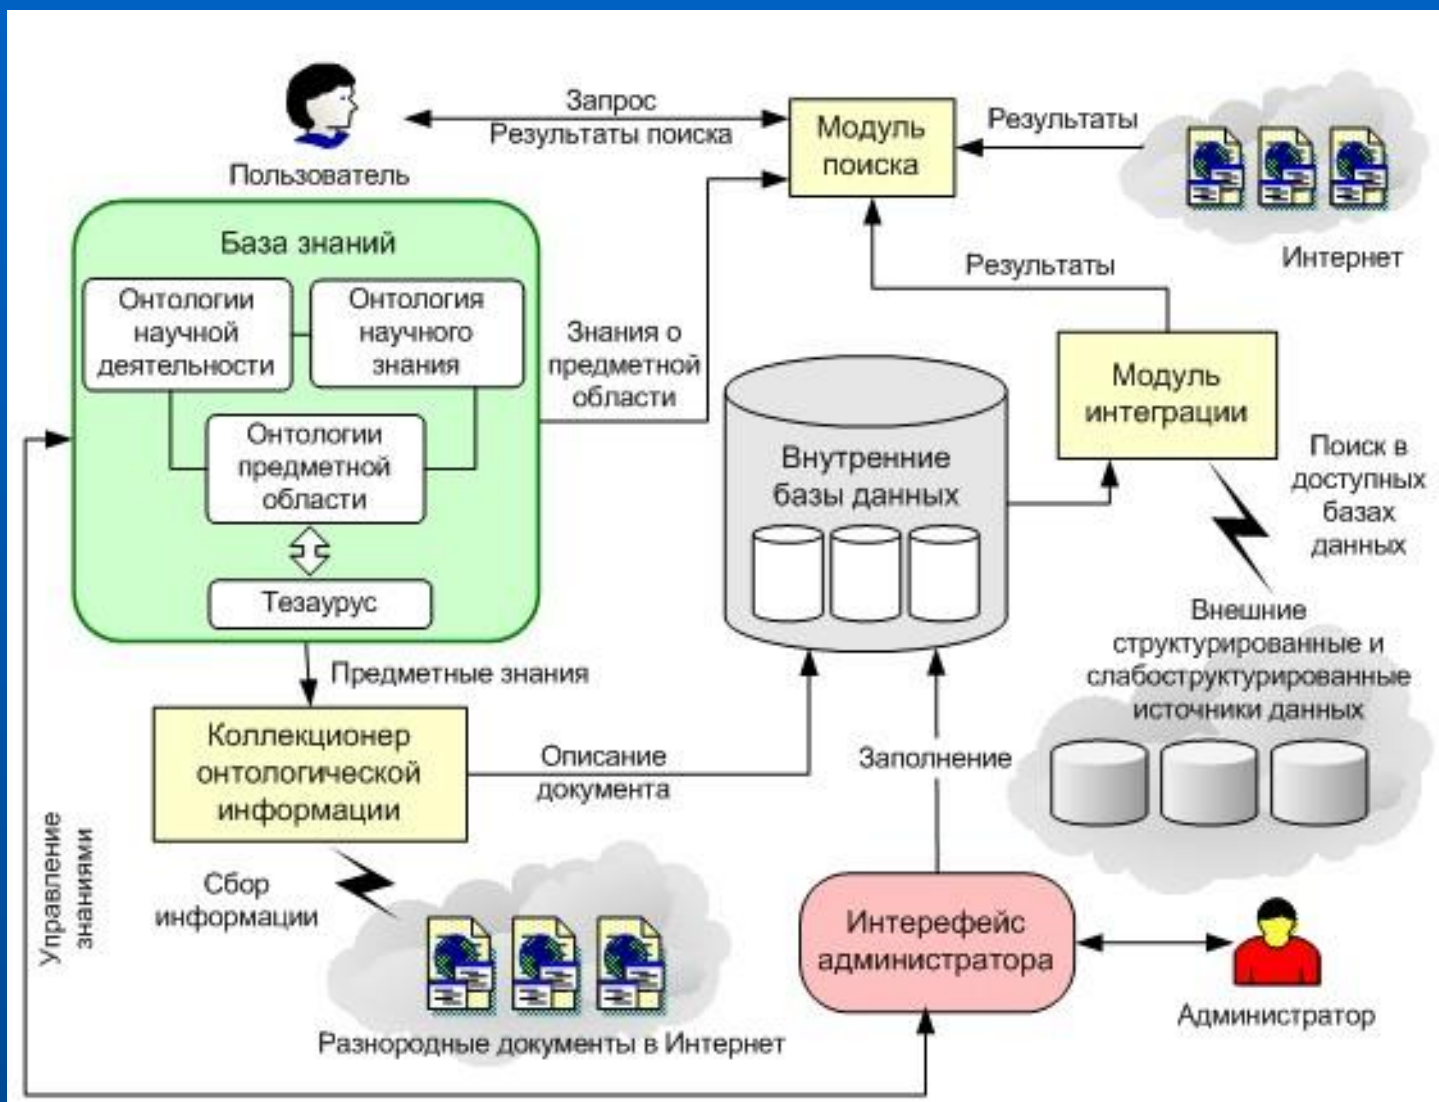 Пользователь
Запрос
Результаты поиска
Модуль
поиска
Результаты
Интернет
База знаний
Онтологии
научной
деятельности
Онтология
научного
знания
Онтологии
предметной
области
Тезаурус
Знания о
предметной
области
Результаты
Модуль
интеграции
Внутренние
базы данных
Поиск в
доступных
базах
данных
Внешние
структурированные и
слабоструктурированные
источники данных
Предметные знания
Коллекционер
онтологической
информации
Описание
документа
Заполнение
Управление
знаниями
Сбор
информации
Разнородные документы в Интернет
Интерефейс
администратора
Администратор